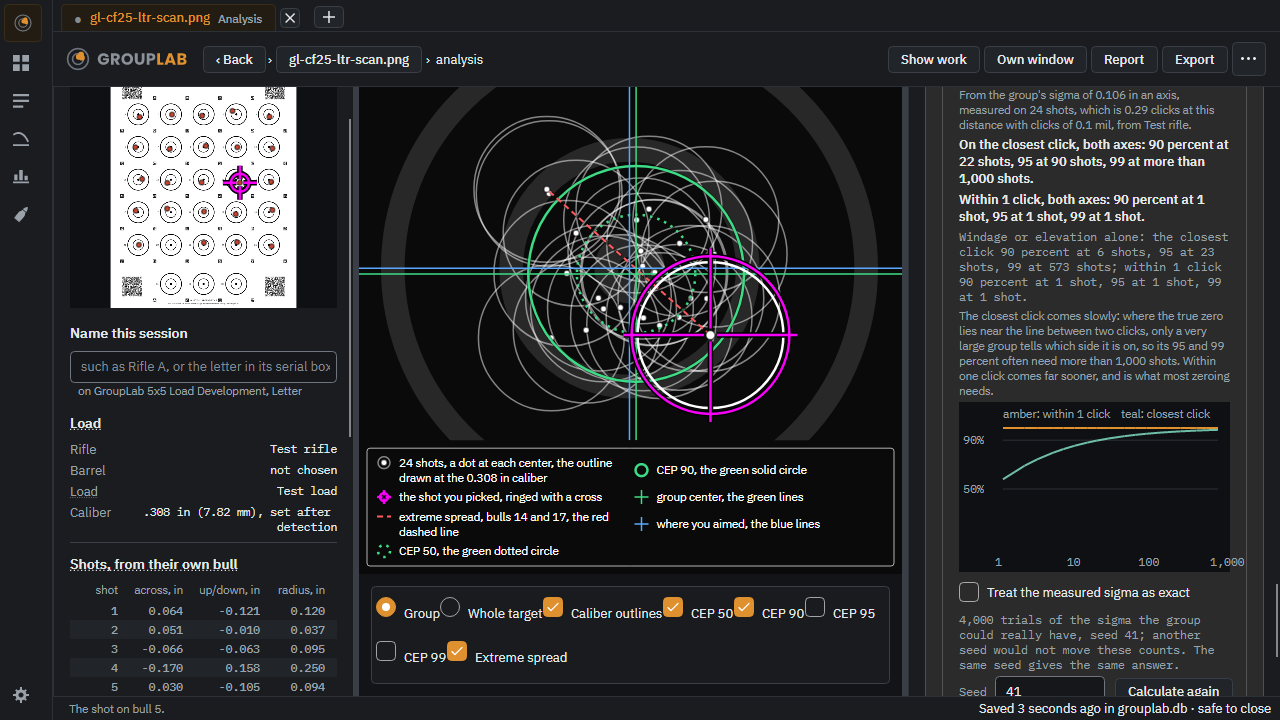 gl-cf25-ltr-scan.png Analysis
GROUPLAB
‹ Back › gl-cf25-ltr-scan.png › analysis
Show work
Own window
Report
Export
Name this session
such as Rifle A, or the letter in its serial box
on GroupLab 5x5 Load Development, Letter
Load
Rifle Test rifle
Barrel not chosen
Load Test load
Caliber .308 in (7.82 mm), set after
detection
Shots, from their own bull
shot across, in up/down, in radius, in
1 0.064 -0.121 0.120
2 0.051 -0.010 0.037
3 -0.066 -0.063 0.095
4 -0.170 0.158 0.250
5 0.030 -0.105 0.094
24 shots, a dot at each center, the outline
drawn at the 0.308 in caliber
the shot you picked, ringed with a cross
extreme spread, bulls 14 and 17, the red
dashed line
CEP 50, the green dotted circle
CEP 90, the green solid circle
group center, the green lines
where you aimed, the blue lines
Group Whole target Caliber outlines CEP 50 CEP 90 CEP 95
CEP 99 Extreme spread
From the group's sigma of 0.106 in an axis,
measured on 24 shots, which is 0.29 clicks at this
distance with clicks of 0.1 mil, from Test rifle.
On the closest click, both axes: 90 percent at
22 shots, 95 at 90 shots, 99 at more than
1,000 shots.
Within 1 click, both axes: 90 percent at 1
shot, 95 at 1 shot, 99 at 1 shot.
Windage or elevation alone: the closest
click 90 percent at 6 shots, 95 at 23
shots, 99 at 573 shots; within 1 click
90 percent at 1 shot, 95 at 1 shot, 99
at 1 shot.
The closest click comes slowly: where the true zero
lies near the line between two clicks, only a very
large group tells which side it is on, so its 95 and 99
percent often need more than 1,000 shots. Within
one click comes far sooner, and is what most zeroing
needs.
amber: within 1 click teal: closest click
90%
50%
1 10 100 1,000
Treat the measured sigma as exact
4,000 trials of the sigma the group
could really have, seed 41; another
seed would not move these counts. The
same seed gives the same answer.
Seed 41 Calculate again
The shot on bull 5.
Saved 3 seconds ago in grouplab.db · safe to close